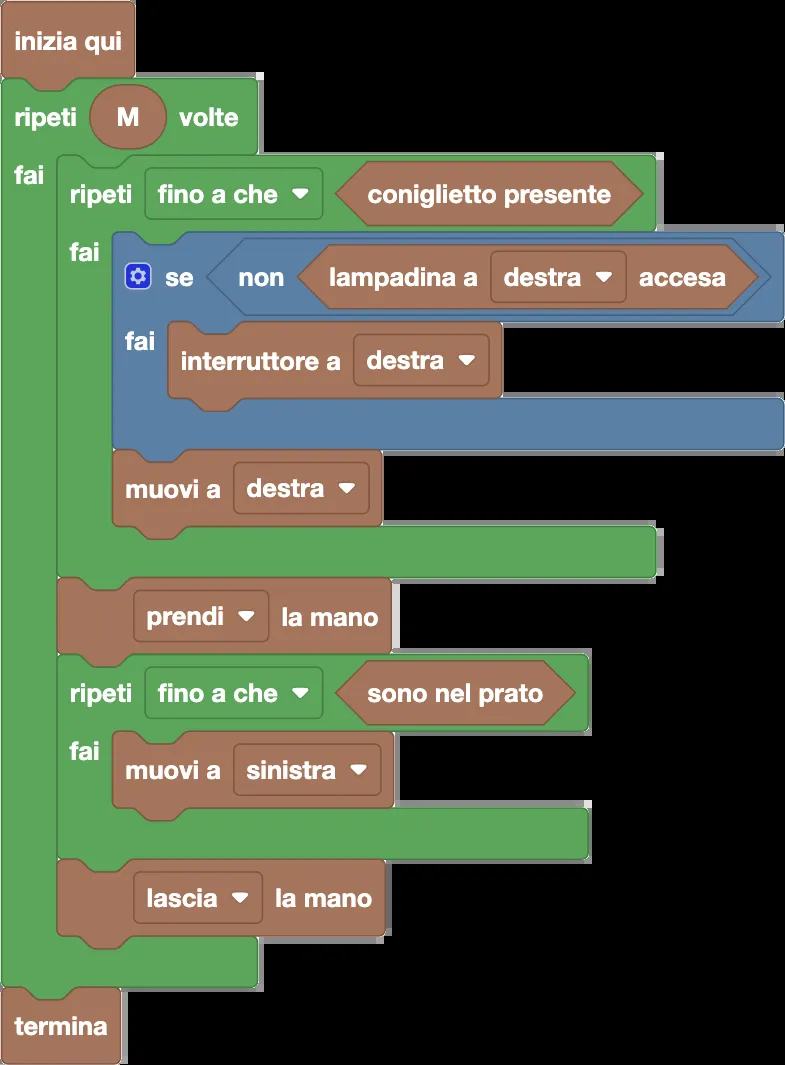 inizia qui
ripeti M volte
fai
ripeti fino a che coniglietto presente
fai
se non lampadina a destra accesa
fai
interruttore a destra
muovi a destra
prendi la mano
ripeti fino a che sono nel prato
fai
muovi a sinistra
lascia la mano
termina